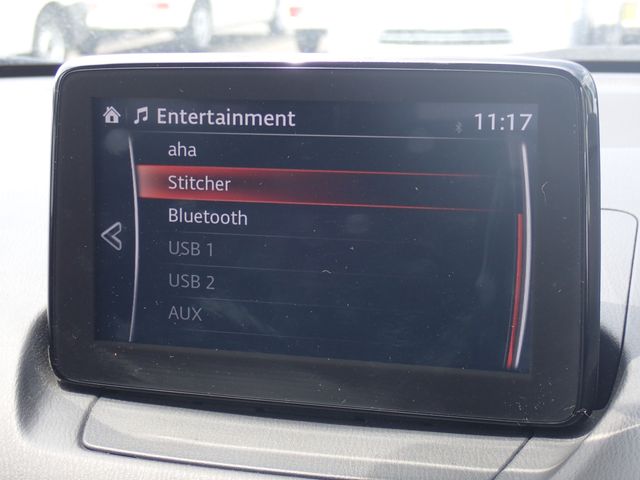 Entertainment 11:17
aha
Stitcher
Bluetooth
USB 1
USB 2
AUX